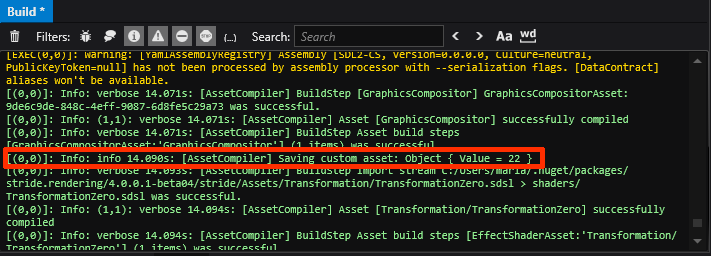 Build *
Filters: {...} Search: Search Aa wd
[EXEC(0,0)]: Warning: [YamlAssemblyRegistry] Assembly [SDL2-CS, Version=0.0.0.0, Culture=neutral,
PublicKeyToken=null] has not been processed by assembly processor with --serialization flags. [DataContract]
aliases won't be available.
[(0,0)]: Info: verbose 14.071s: [AssetCompiler] BuildStep [GraphicsCompositor] GraphicsCompositorAsset:
9de6c9de-848c-4eff-9087-6d8fe5c29a73 was successful.
[(0,0)]: Info: (1,1): verbose 14.071s: [AssetCompiler] Asset [GraphicsCompositor] successfully compiled
[(0,0)]: Info: verbose 14.071s: [AssetCompiler] BuildStep Asset build steps
[GraphicsCompositorAsset:'GraphicsCompositor'] (1 items) was successful.
[(0,0)]: Info: info 14.090s: [AssetCompiler] Saving custom asset: Object { Value = 22 }
[(0,0)]: Info: verbose 14.093s: [AssetCompiler] BuildStep Import stream C:/Users/maria/.nuget/packages/
stride.rendering/4.0.0.1-beta04/stride/Assets/Transformation/TransformationZero.sdsl > shaders/
TransformationZero.sdsl was successful.
[(0,0)]: Info: (1,1): verbose 14.094s: [AssetCompiler] Asset [Transformation/TransformationZero] successfully
compiled
[(0,0)]: Info: verbose 14.094s: [AssetCompiler] BuildStep Asset build steps [EffectShaderAsset:'Transformation/
TransformationZero'] (1 items) was successful.